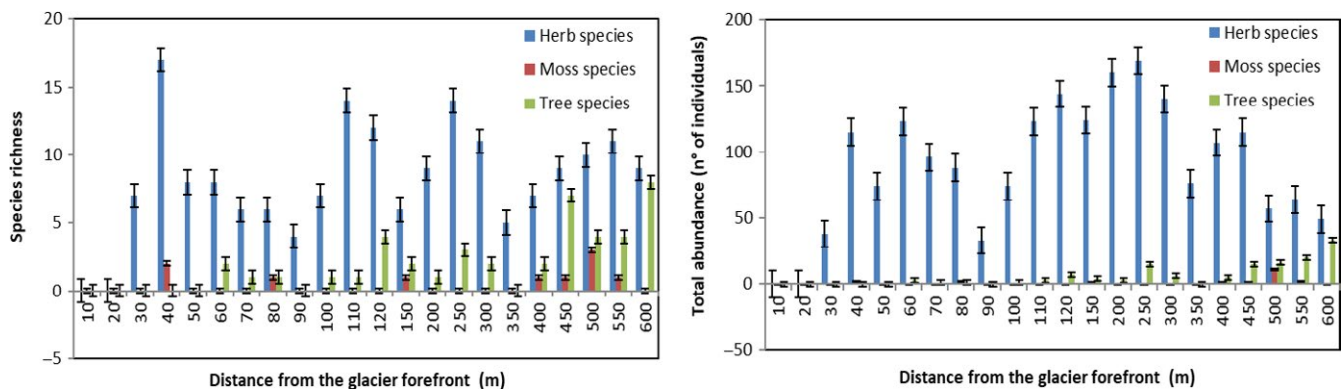 20
15
10
5
0
–5
Species richness
Herb species
Moss species
Tree species
10 20 30 40 50 60 70 80 90 100 110 120 150 200 250 300 350 400 450 500 550 600
Distance from the glacier forefront (m)
200
150
100
50
0
–50
Total abundance (n° of individuals)
Herb species
Moss species
Tree species
10 20 30 40 50 60 70 80 90 100 110 120 150 200 250 300 350 400 450 500 550 600
Distance from the glacier forefront (m)